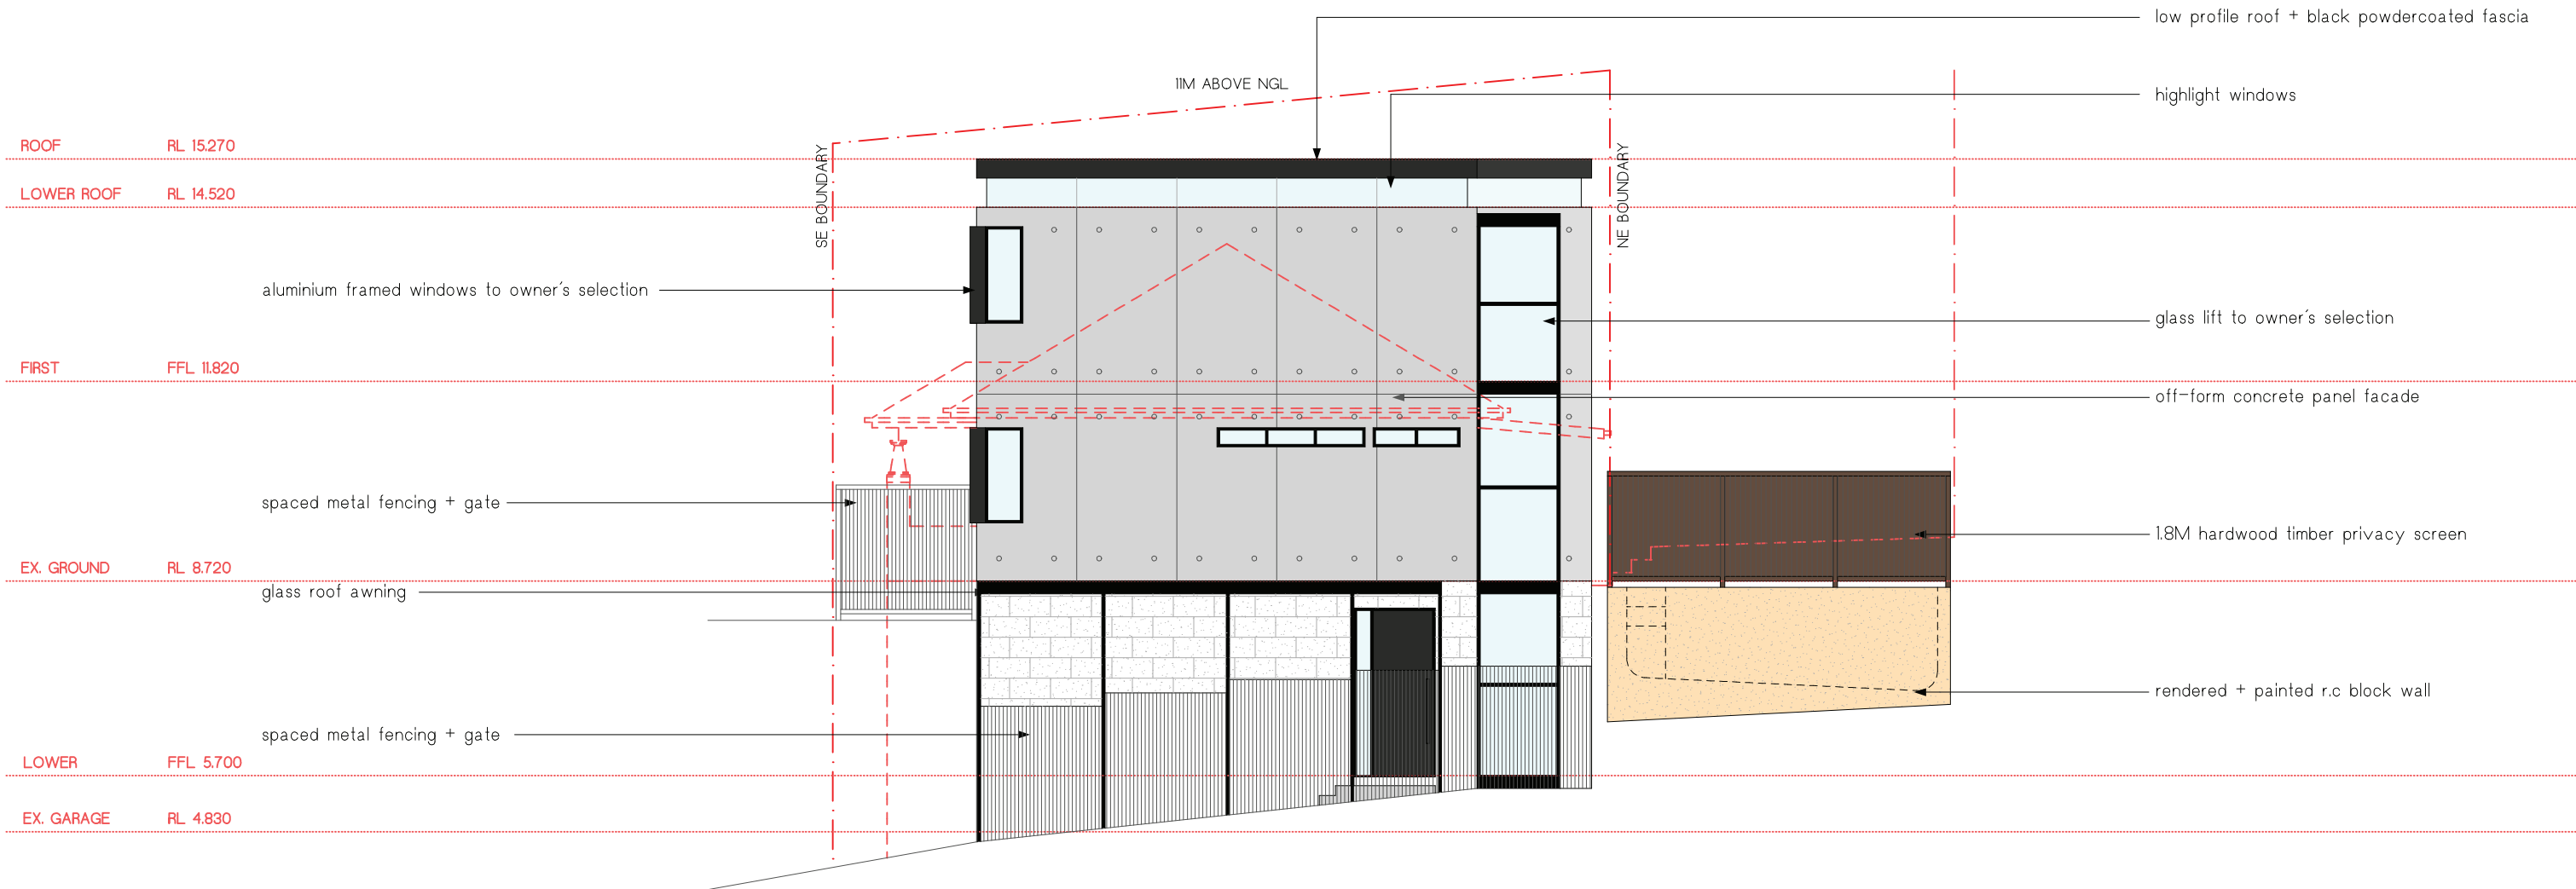 low profile roof + black powdercoated fascia
11M ABOVE NGL
highlight windows
ROOF RL 15.270
SE BOUNDARY
NE BOUNDARY
LOWER ROOF RL 14.520
aluminium framed windows to owner's selection
glass lift to owner's selection
FIRST FFL 11.820
off-form concrete panel facade
spaced metal fencing + gate
1.8M hardwood timber privacy screen
EX. GROUND RL 8.720
glass roof awning
rendered + painted r.c block wall
spaced metal fencing + gate
LOWER FFL 5.700
EX. GARAGE RL 4.830